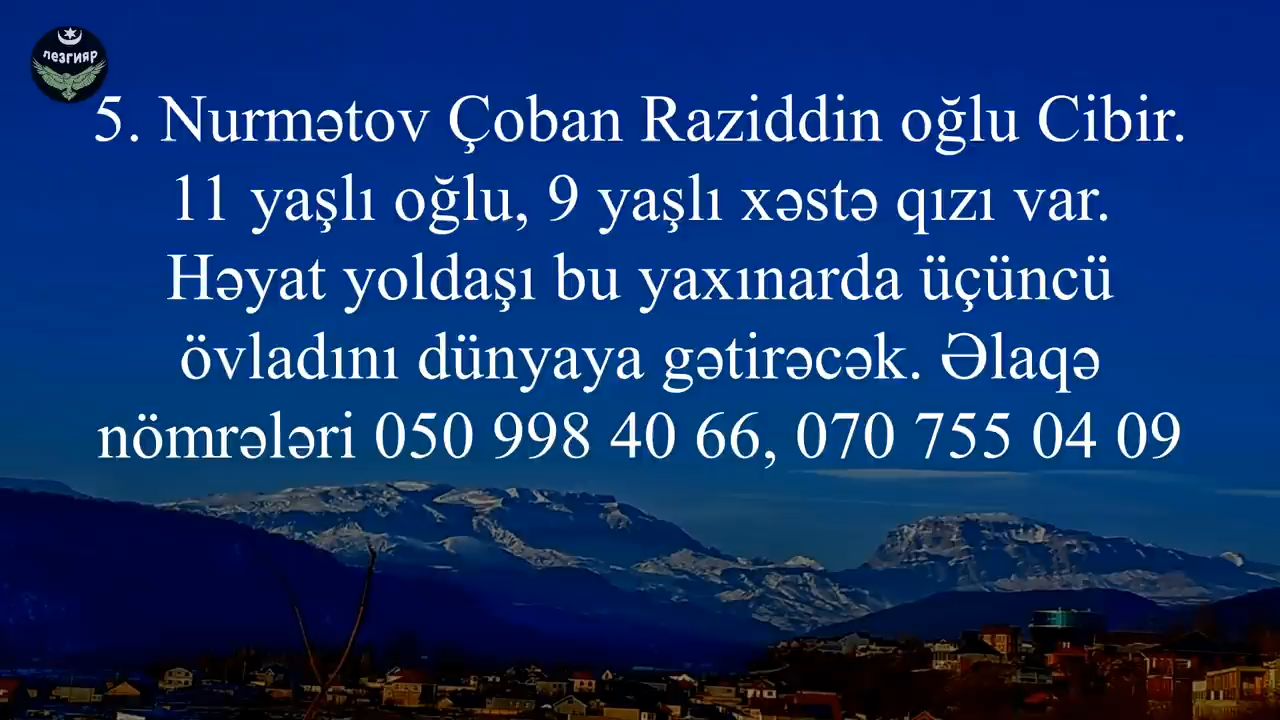 лезгияр
5. Nurmətov Çoban Raziddin oğlu Cibir.
11 yaşlı oğlu, 9 yaşlı xəstə qızı var.
Həyat yoldaşı bu yaxınarda üçüncü
övladını dünyaya gətirəcək. Əlaqə
nömrələri 050 998 40 66, 070 755 04 09